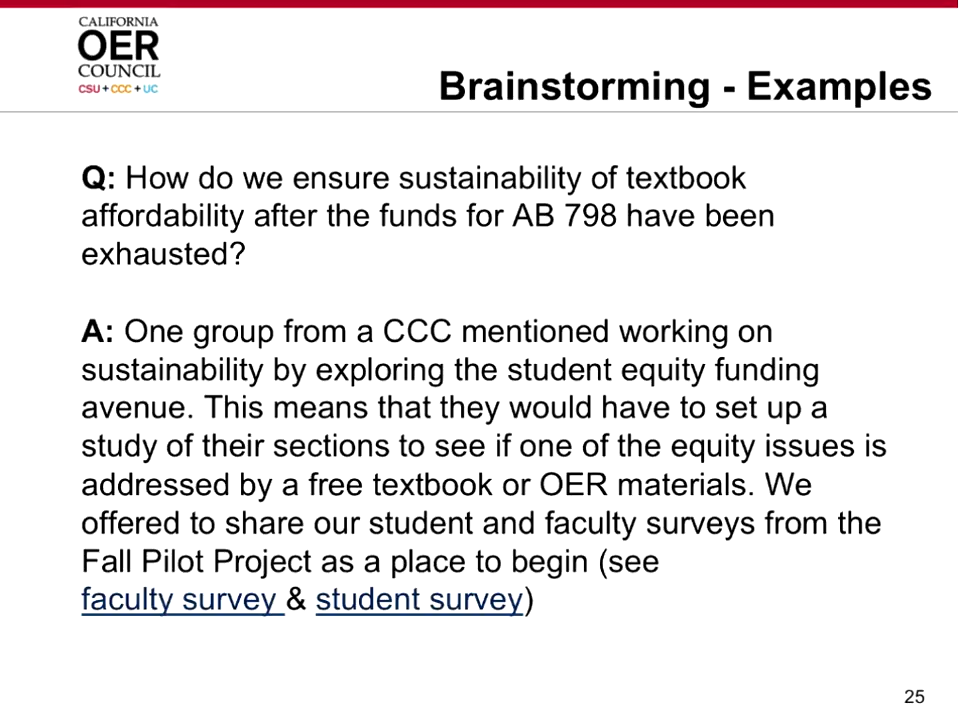 CALIFORNIA
OER
COUNCIL
CSU + CCC + UC
Brainstorming - Examples
Q: How do we ensure sustainability of textbook
affordability after the funds for AB 798 have been
exhausted?
A: One group from a CCC mentioned working on
sustainability by exploring the student equity funding
avenue. This means that they would have to set up a
study of their sections to see if one of the equity issues is
addressed by a free textbook or OER materials. We
offered to share our student and faculty surveys from the
Fall Pilot Project as a place to begin (see
faculty survey & student survey)
25